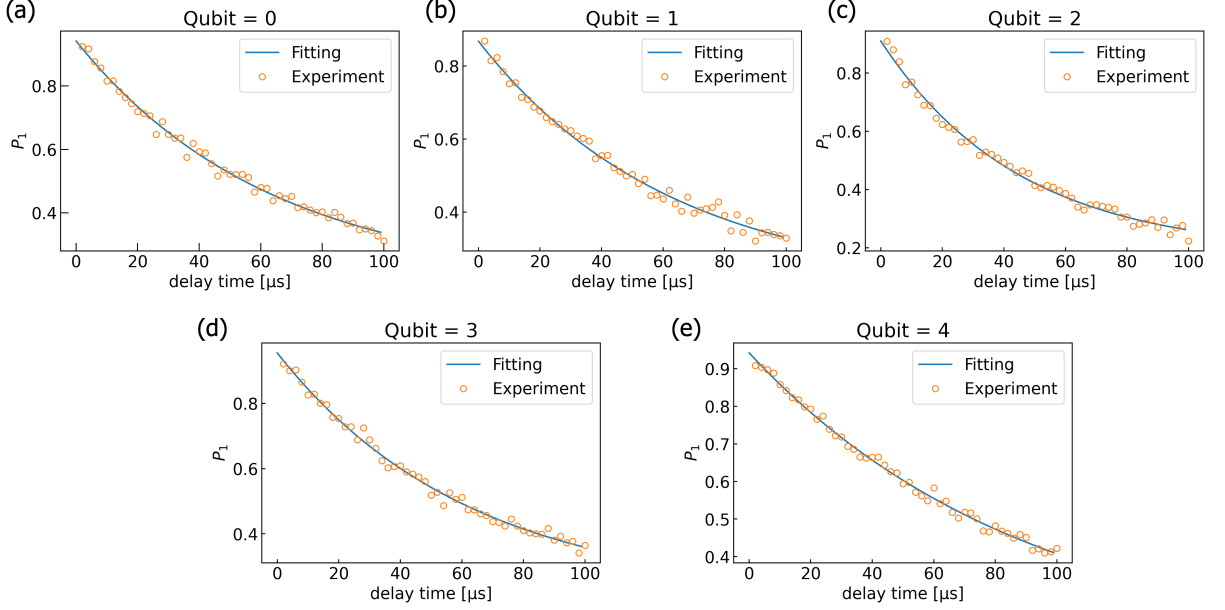 (a)
Qubit = 0
Fitting
Experiment
P1
0.8
0.6
0.4
0 20 40 60 80 100
delay time [μs]
(b)
Qubit = 1
Fitting
Experiment
P1
0.8
0.6
0.4
0 20 40 60 80 100
delay time [μs]
(c)
Qubit = 2
Fitting
Experiment
P1
0.8
0.6
0.4
0.2
0 20 40 60 80 100
delay time [μs]
(d)
Qubit = 3
Fitting
Experiment
P1
0.8
0.6
0.4
0 20 40 60 80 100
delay time [μs]
(e)
Qubit = 4
Fitting
Experiment
P1
0.9
0.8
0.7
0.6
0.5
0.4
0 20 40 60 80 100
delay time [μs]